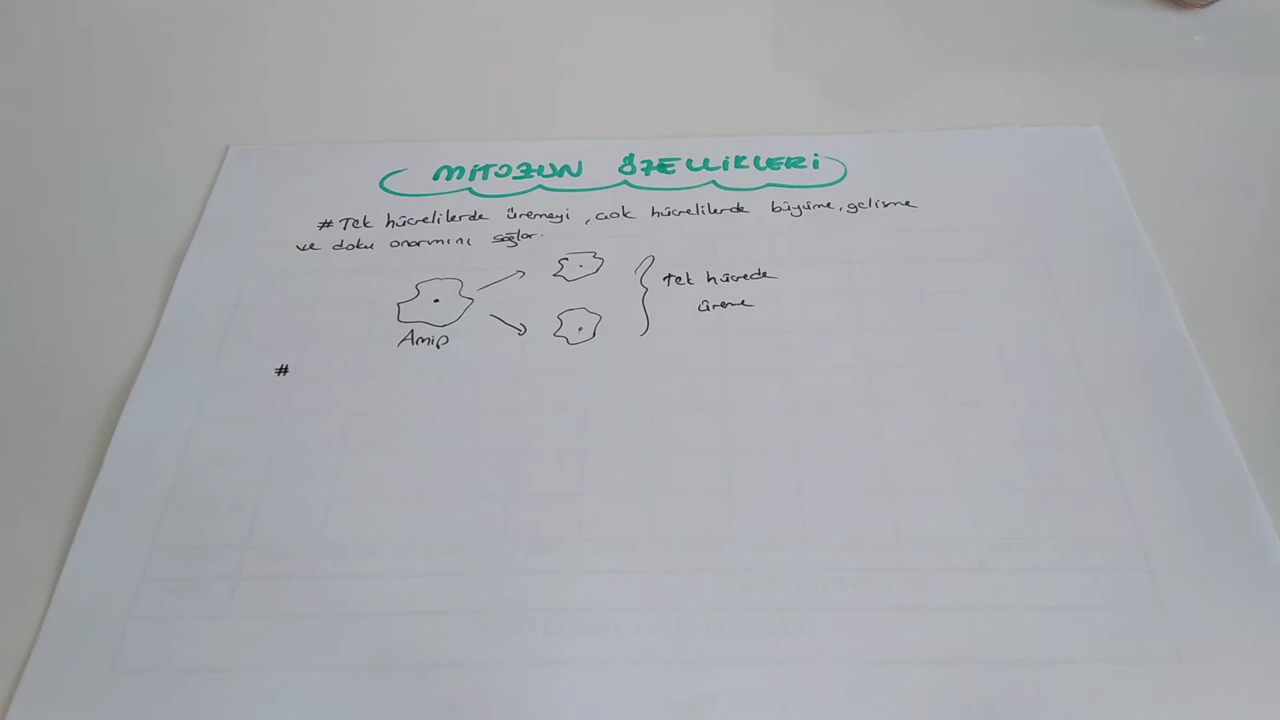 MİTOZUN ÖZELLİKLERİ
# Tek hücrelilerde üremeyi, çok hücrelilerde büyüme, gelişme
ve doku onarımını sağlar.
Amip
Tek hücrede
üreme
#